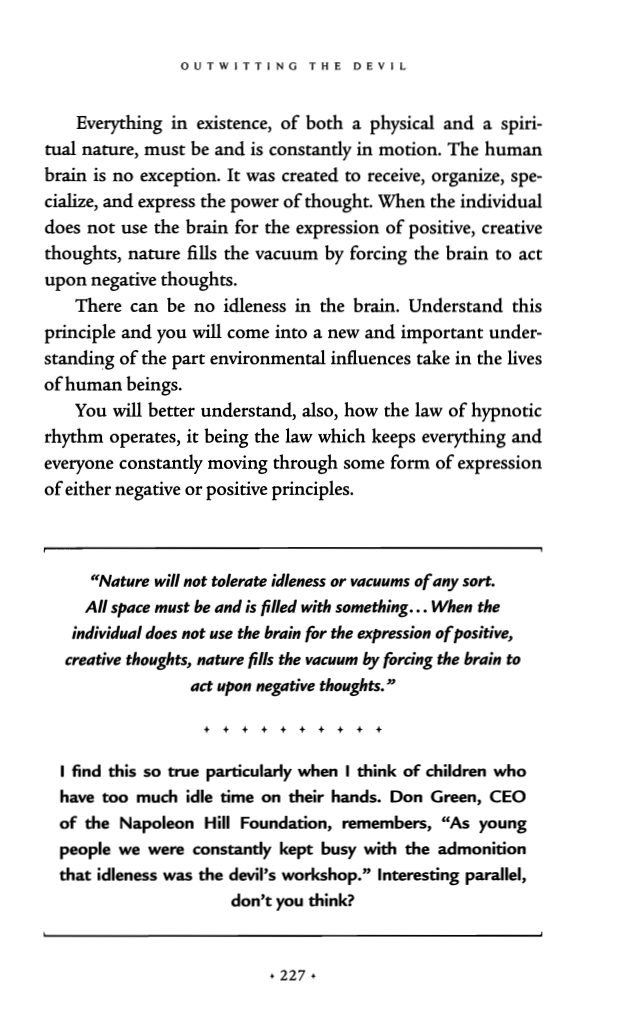 OUTWITTING THE DEVIL
Everything in existence, of both a physical and a spiri-
tual nature, must be and is constantly in motion. The human
brain is no exception. It was created to receive, organize, spe-
cialize, and express the power of thought. When the individual
does not use the brain for the expression of positive, creative
thoughts, nature fills the vacuum by forcing the brain to act
upon negative thoughts.
There can be no idleness in the brain. Understand this
principle and you will come into a new and important under-
standing of the part environmental influences take in the lives
of human beings.
You will better understand, also, how the law of hypnotic
rhythm operates, it being the law which keeps everything and
everyone constantly moving through some form of expression
of either negative or positive principles.
“Nature will not tolerate idleness or vacuums of any sort.
All space must be and is filled with something... When the
individual does not use the brain for the expression of positive,
creative thoughts, nature fills the vacuum by forcing the brain to
act upon negative thoughts.”
I find this so true particularly when I think of children who
have too much idle time on their hands. Don Green, CEO
of the Napoleon Hill Foundation, remembers, “As young
people we were constantly kept busy with the admonition
that idleness was the devil’s workshop.” Interesting parallel,
don’t you think?
227